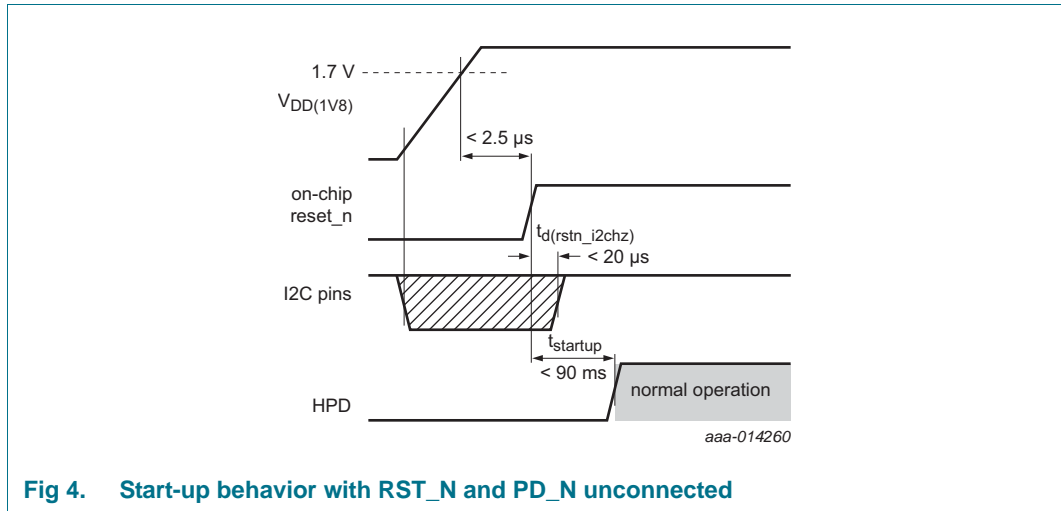 1.7 V
VDD(1V8)
< 2.5 μs
on-chip
reset_n
td(rstn_i2chz)
< 20 μs
I2C pins
tstartup
< 90 ms
normal operation
HPD
aaa-014260
Fig 4. Start-up behavior with RST_N and PD_N unconnected